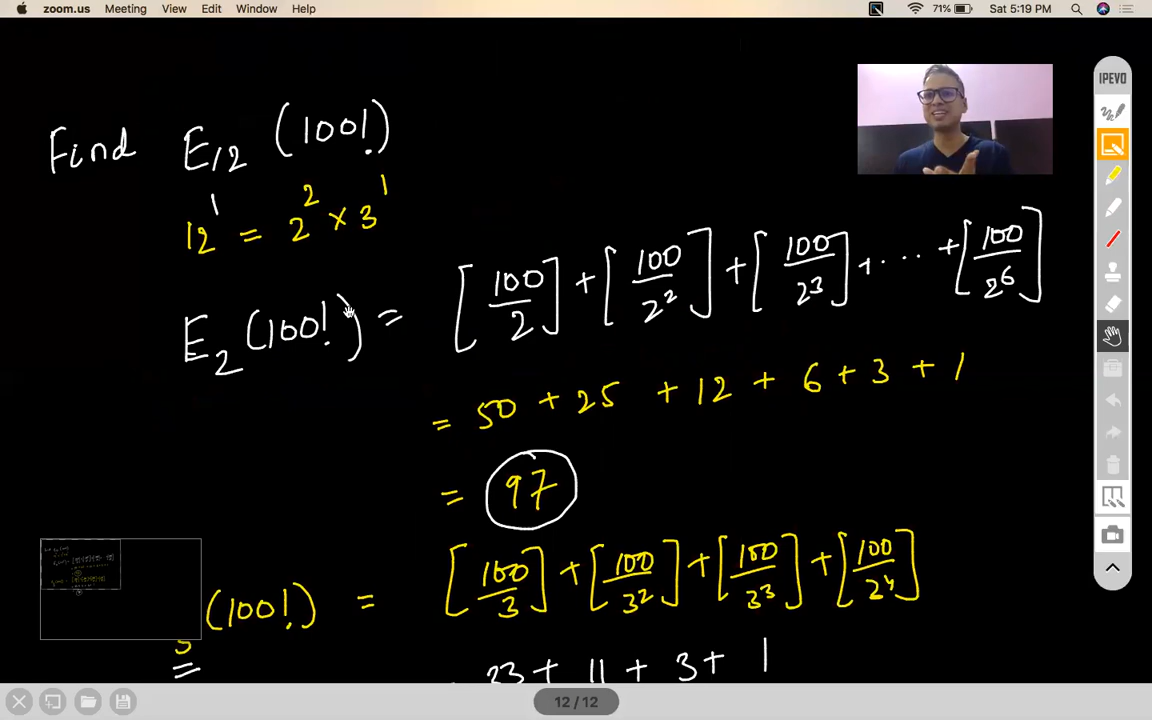 zoom.us Meeting View Edit Window Help 71% Sat 5:19 PM
IPEVO
Find E₁₂ (100!)
12¹ = 2² × 3¹
E₂ (100!) = [100/2] + [100/2²] + [100/2³] + ... + [100/2⁶]
= 50 + 25 + 12 + 6 + 3 + 1
= 97
(100!) = [100/3] + [100/3²] + [100/3³] + [100/2⁴]
33 + 11 + 3 + 1
12 / 12